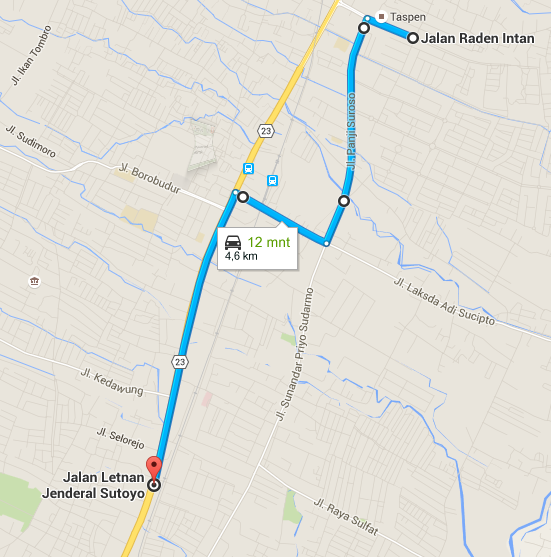 Taspen
Jalan Raden Intan
Jl. Ikan Tombro
Jl. Panji Suroso
23
Jl. Sudimoro
Jl. Borobudur
12 mnt
4,6 km
Jl. Laksda Adi Sucipto
Jl. Sunandar Priyo Sudarmo
23
Jl. Kedawung
Jl. Selorejo
Jalan Letnan
Jenderal Sutoyo
Jl. Raya Sulfat